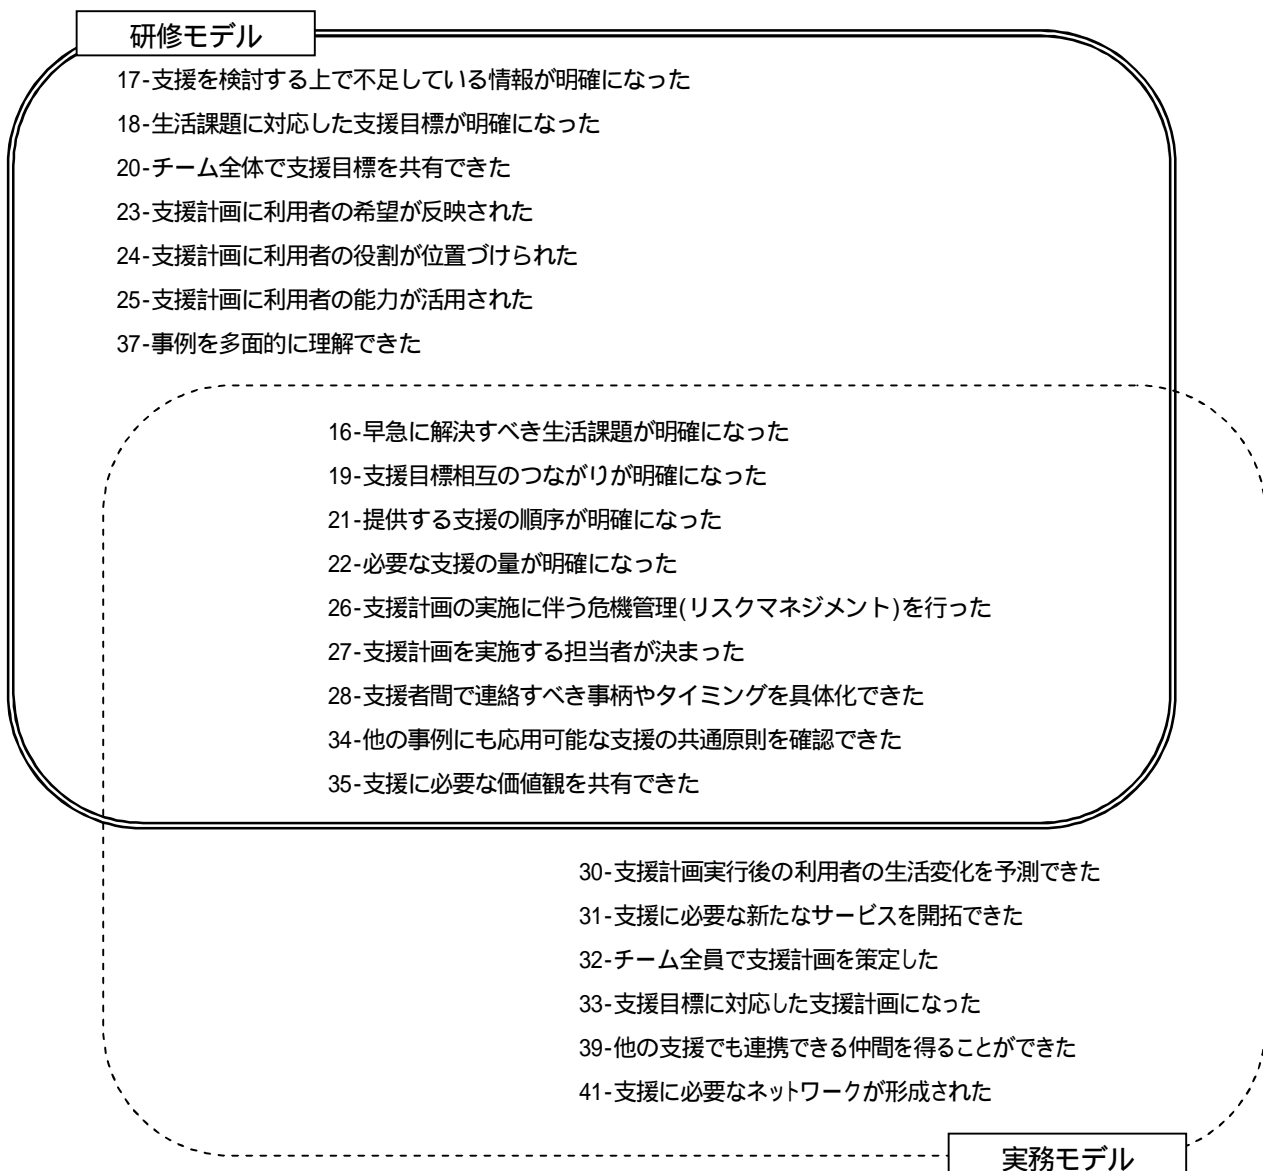 研修モデル
17-支援を検討する上で不足している情報が明確になった
18-生活課題に対応した支援目標が明確になった
20-チーム全体で支援目標を共有できた
23-支援計画に利用者の希望が反映された
24-支援計画に利用者の役割が位置づけられた
25-支援計画に利用者の能力が活用された
37-事例を多面的に理解できた
16-早急に解決すべき生活課題が明確になった
19-支援目標相互のつながりが明確になった
21-提供する支援の順序が明確になった
22-必要な支援の量が明確になった
26-支援計画の実施に伴う危機管理(リスクマネジメント)を行った
27-支援計画を実施する担当者が決まった
28-支援者間で連絡すべき事柄やタイミングを具体化できた
34-他の事例にも応用可能な支援の共通原則を確認できた
35-支援に必要な価値観を共有できた
30-支援計画実行後の利用者の生活変化を予測できた
31-支援に必要な新たなサービスを開拓できた
32-チーム全員で支援計画を策定した
33-支援目標に対応した支援計画になった
39-他の支援でも連携できる仲間を得ることができた
41-支援に必要なネットワークが形成された
実務モデル